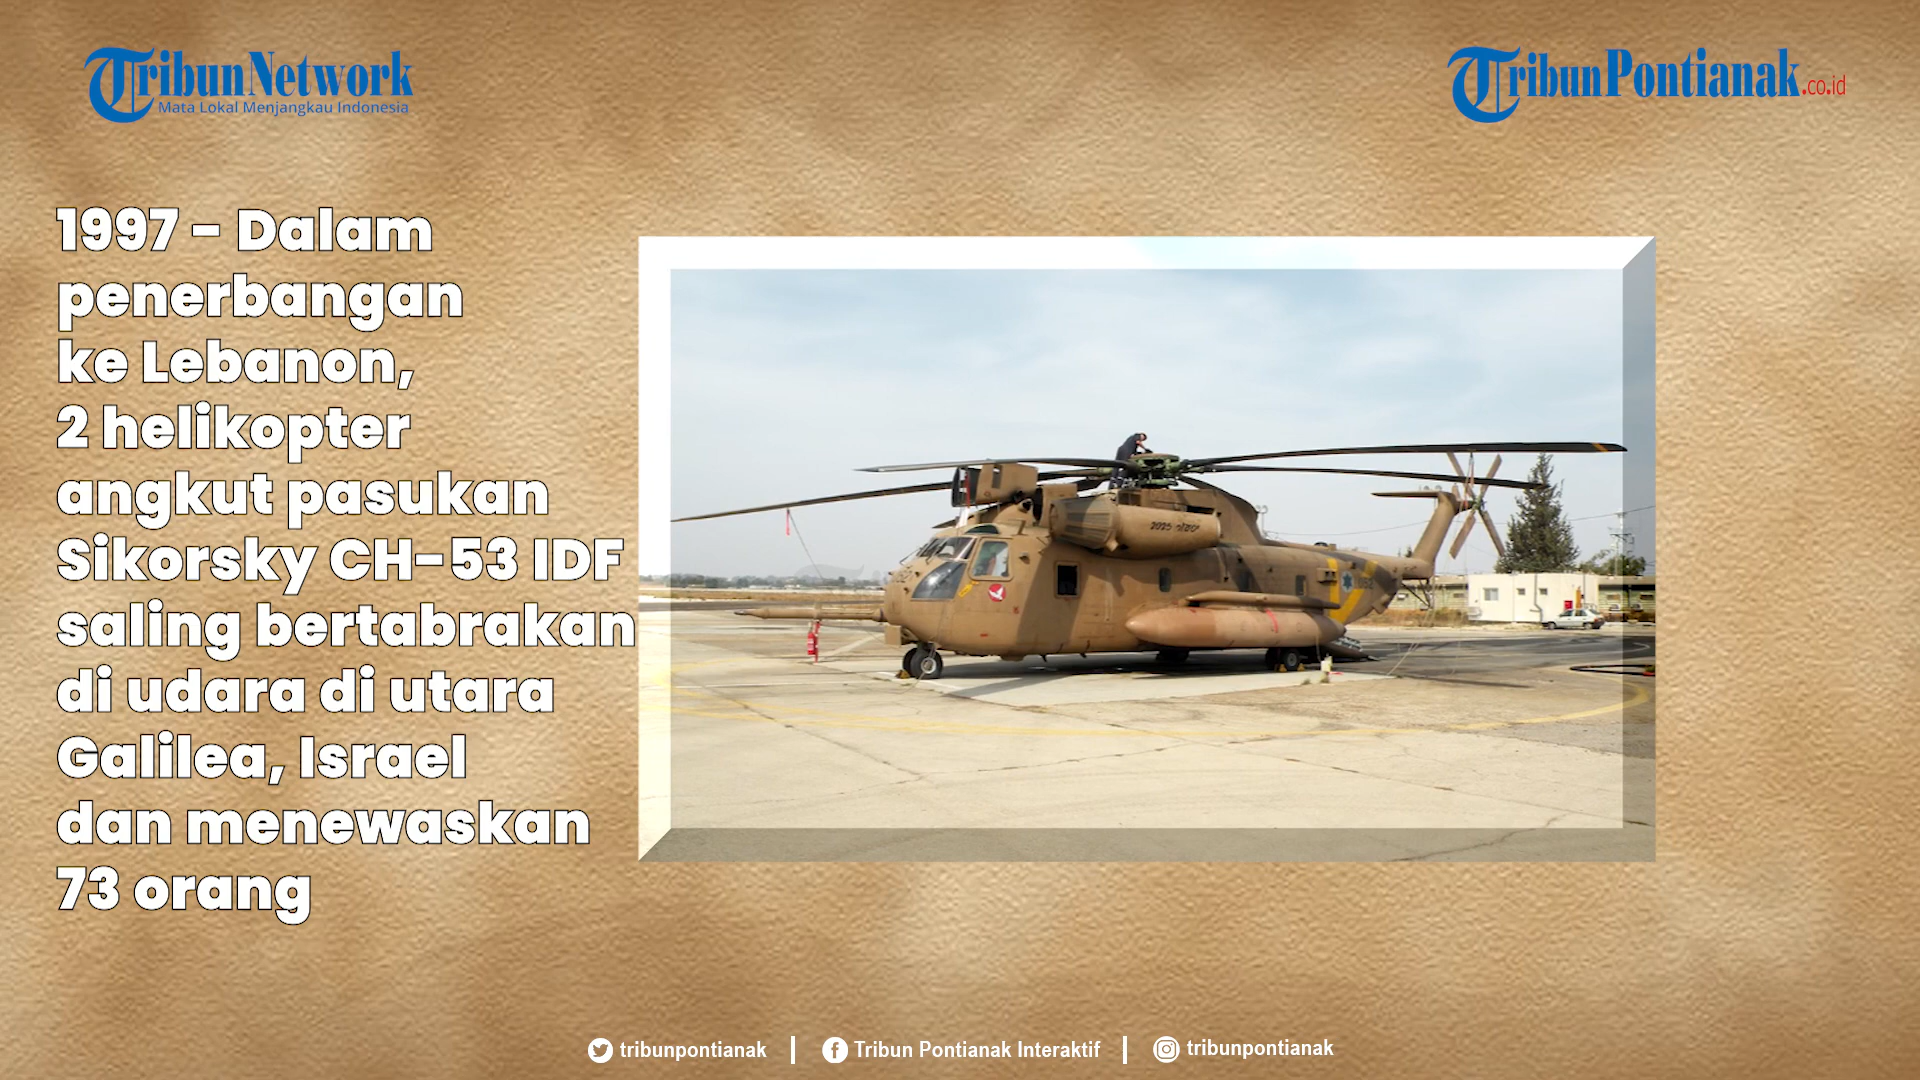 TribunNetwork
Mata Lokal Menjangkau Indonesia
TribunPontianak.co.id
1997 – Dalam
penerbangan
ke Lebanon,
2 helikopter
angkut pasukan
Sikorsky CH-53 IDF
saling bertabrakan
di udara di utara
Galilea, Israel
dan menewaskan
73 orang
tribunpontianak | Tribun Pontianak Interaktif | tribunpontianak